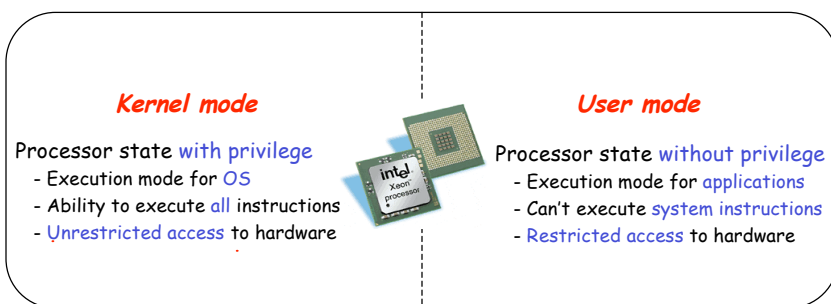 Kernel mode
Processor state with privilege
- Execution mode for OS
- Ability to execute all instructions
- Unrestricted access to hardware
intel
Xeon™
processor
User mode
Processor state without privilege
- Execution mode for applications
- Can't execute system instructions
- Restricted access to hardware